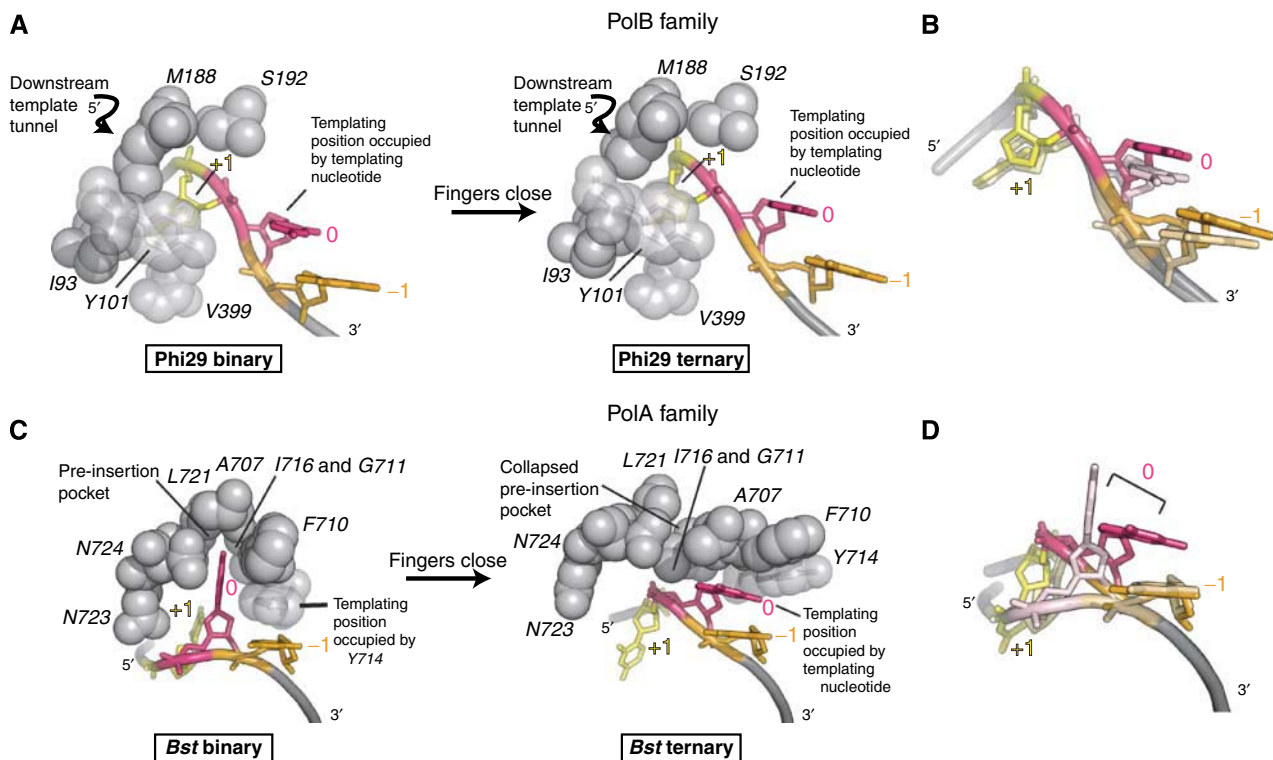 PolB family
A
Downstream
template
tunnel
5′
M188
S192
Templating
position occupied
by templating
nucleotide
+1
0
−1
I93
Y101
V399
3′
Phi29 binary
Fingers close
Downstream
template
tunnel
5′
M188
S192
Templating
position occupied
by templating
nucleotide
+1
0
−1
I93
Y101
V399
3′
Phi29 ternary
B
5′
+1
0
−1
PolA family
C
Pre-insertion
pocket
L721
A707
I716 and G711
F710
N724
N723
+1
0
−1
5′
Templating
position
occupied by
Y714
3′
Bst binary
Fingers close
Collapsed
pre-insertion
pocket
L721
I716 and G711
A707
F710
Y714
N724
N723
5′
+1
0
−1
Templating
position
occupied by
templating
nucleotide
3′
Bst ternary
D
0
−1
5′
+1
3′